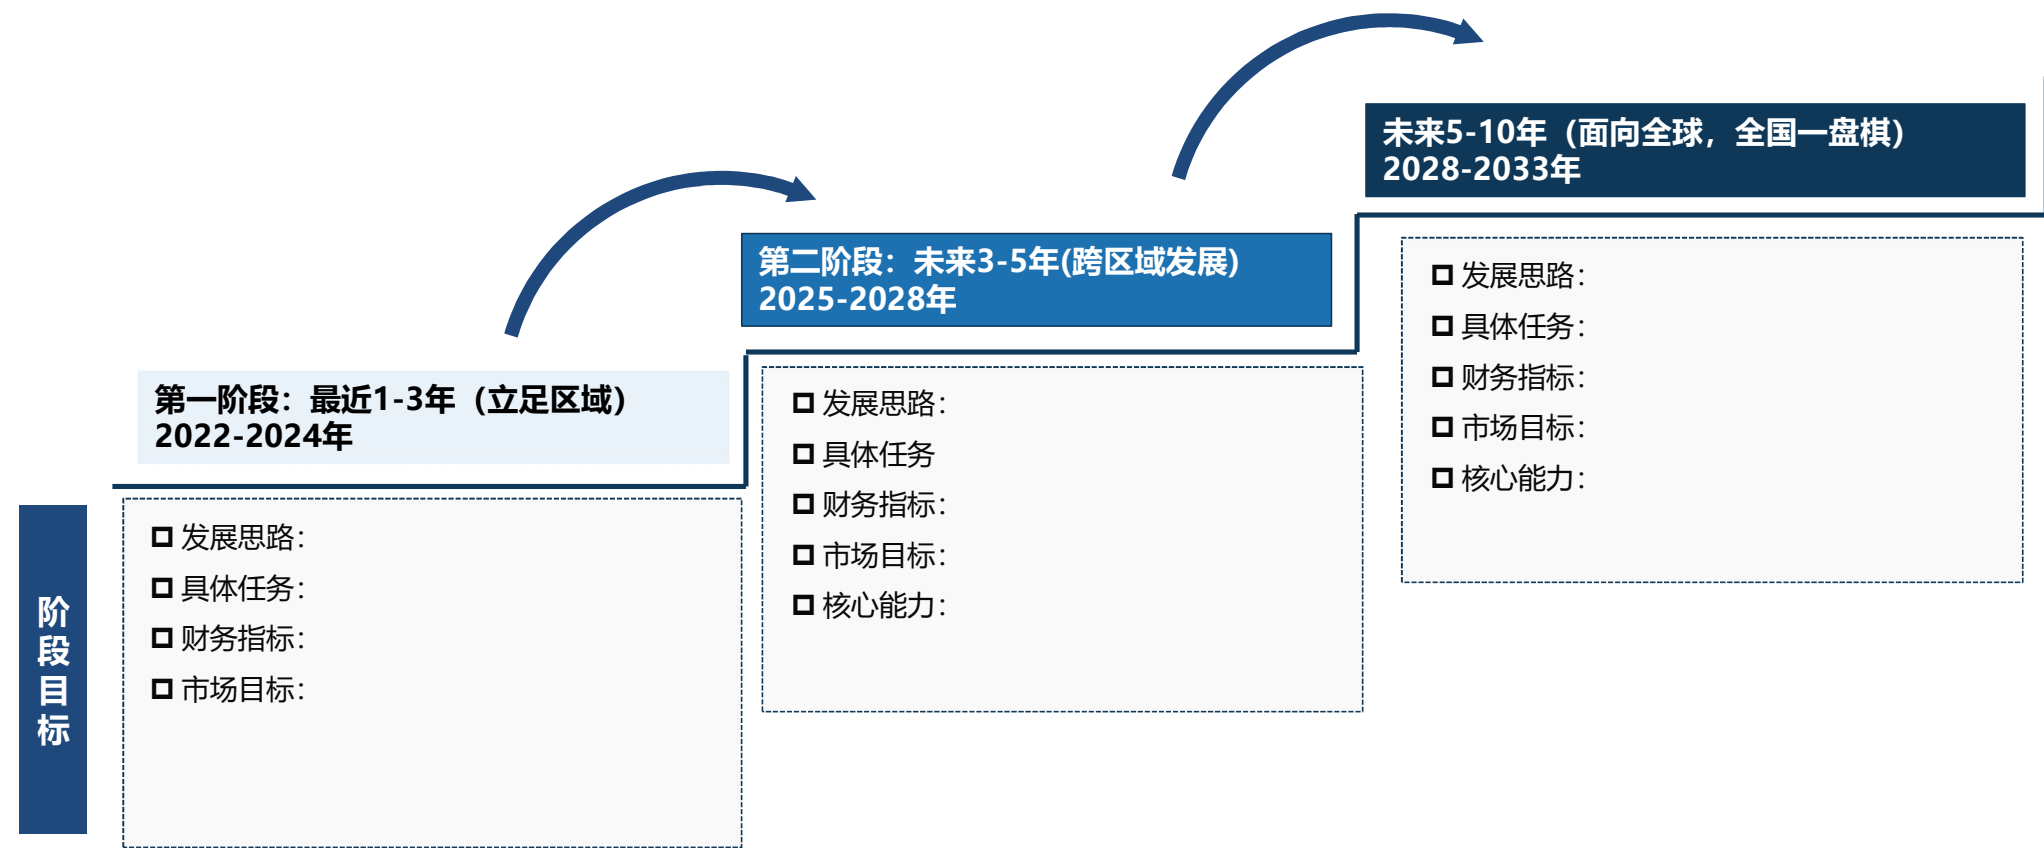 未来5-10年（面向全球，全国一盘棋）
2028-2033年
第二阶段：未来3-5年(跨区域发展)
2025-2028年
第一阶段：最近1-3年（立足区域）
2022-2024年
阶段目标
发展思路：
具体任务：
财务指标：
市场目标：
发展思路：
具体任务
财务指标：
市场目标：
核心能力：
发展思路：
具体任务：
财务指标：
市场目标：
核心能力：